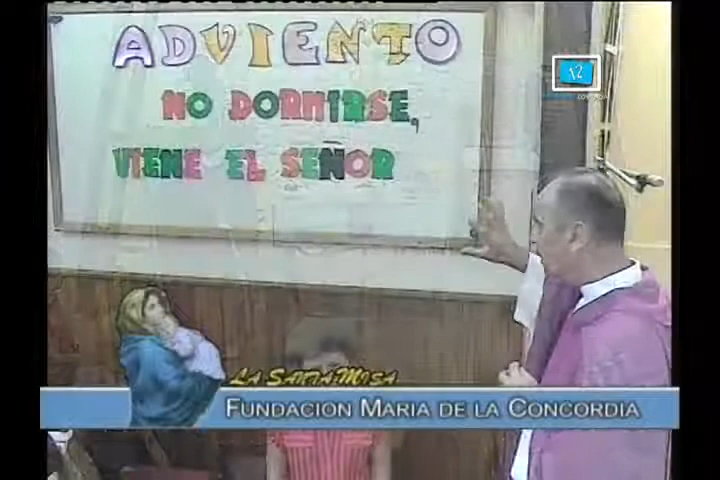 ADVIENTO
NO DORMIRSE,
VIENE EL SEÑOR
12
LA SANTA MISA
FUNDACION MARIA DE LA CONCORDIA